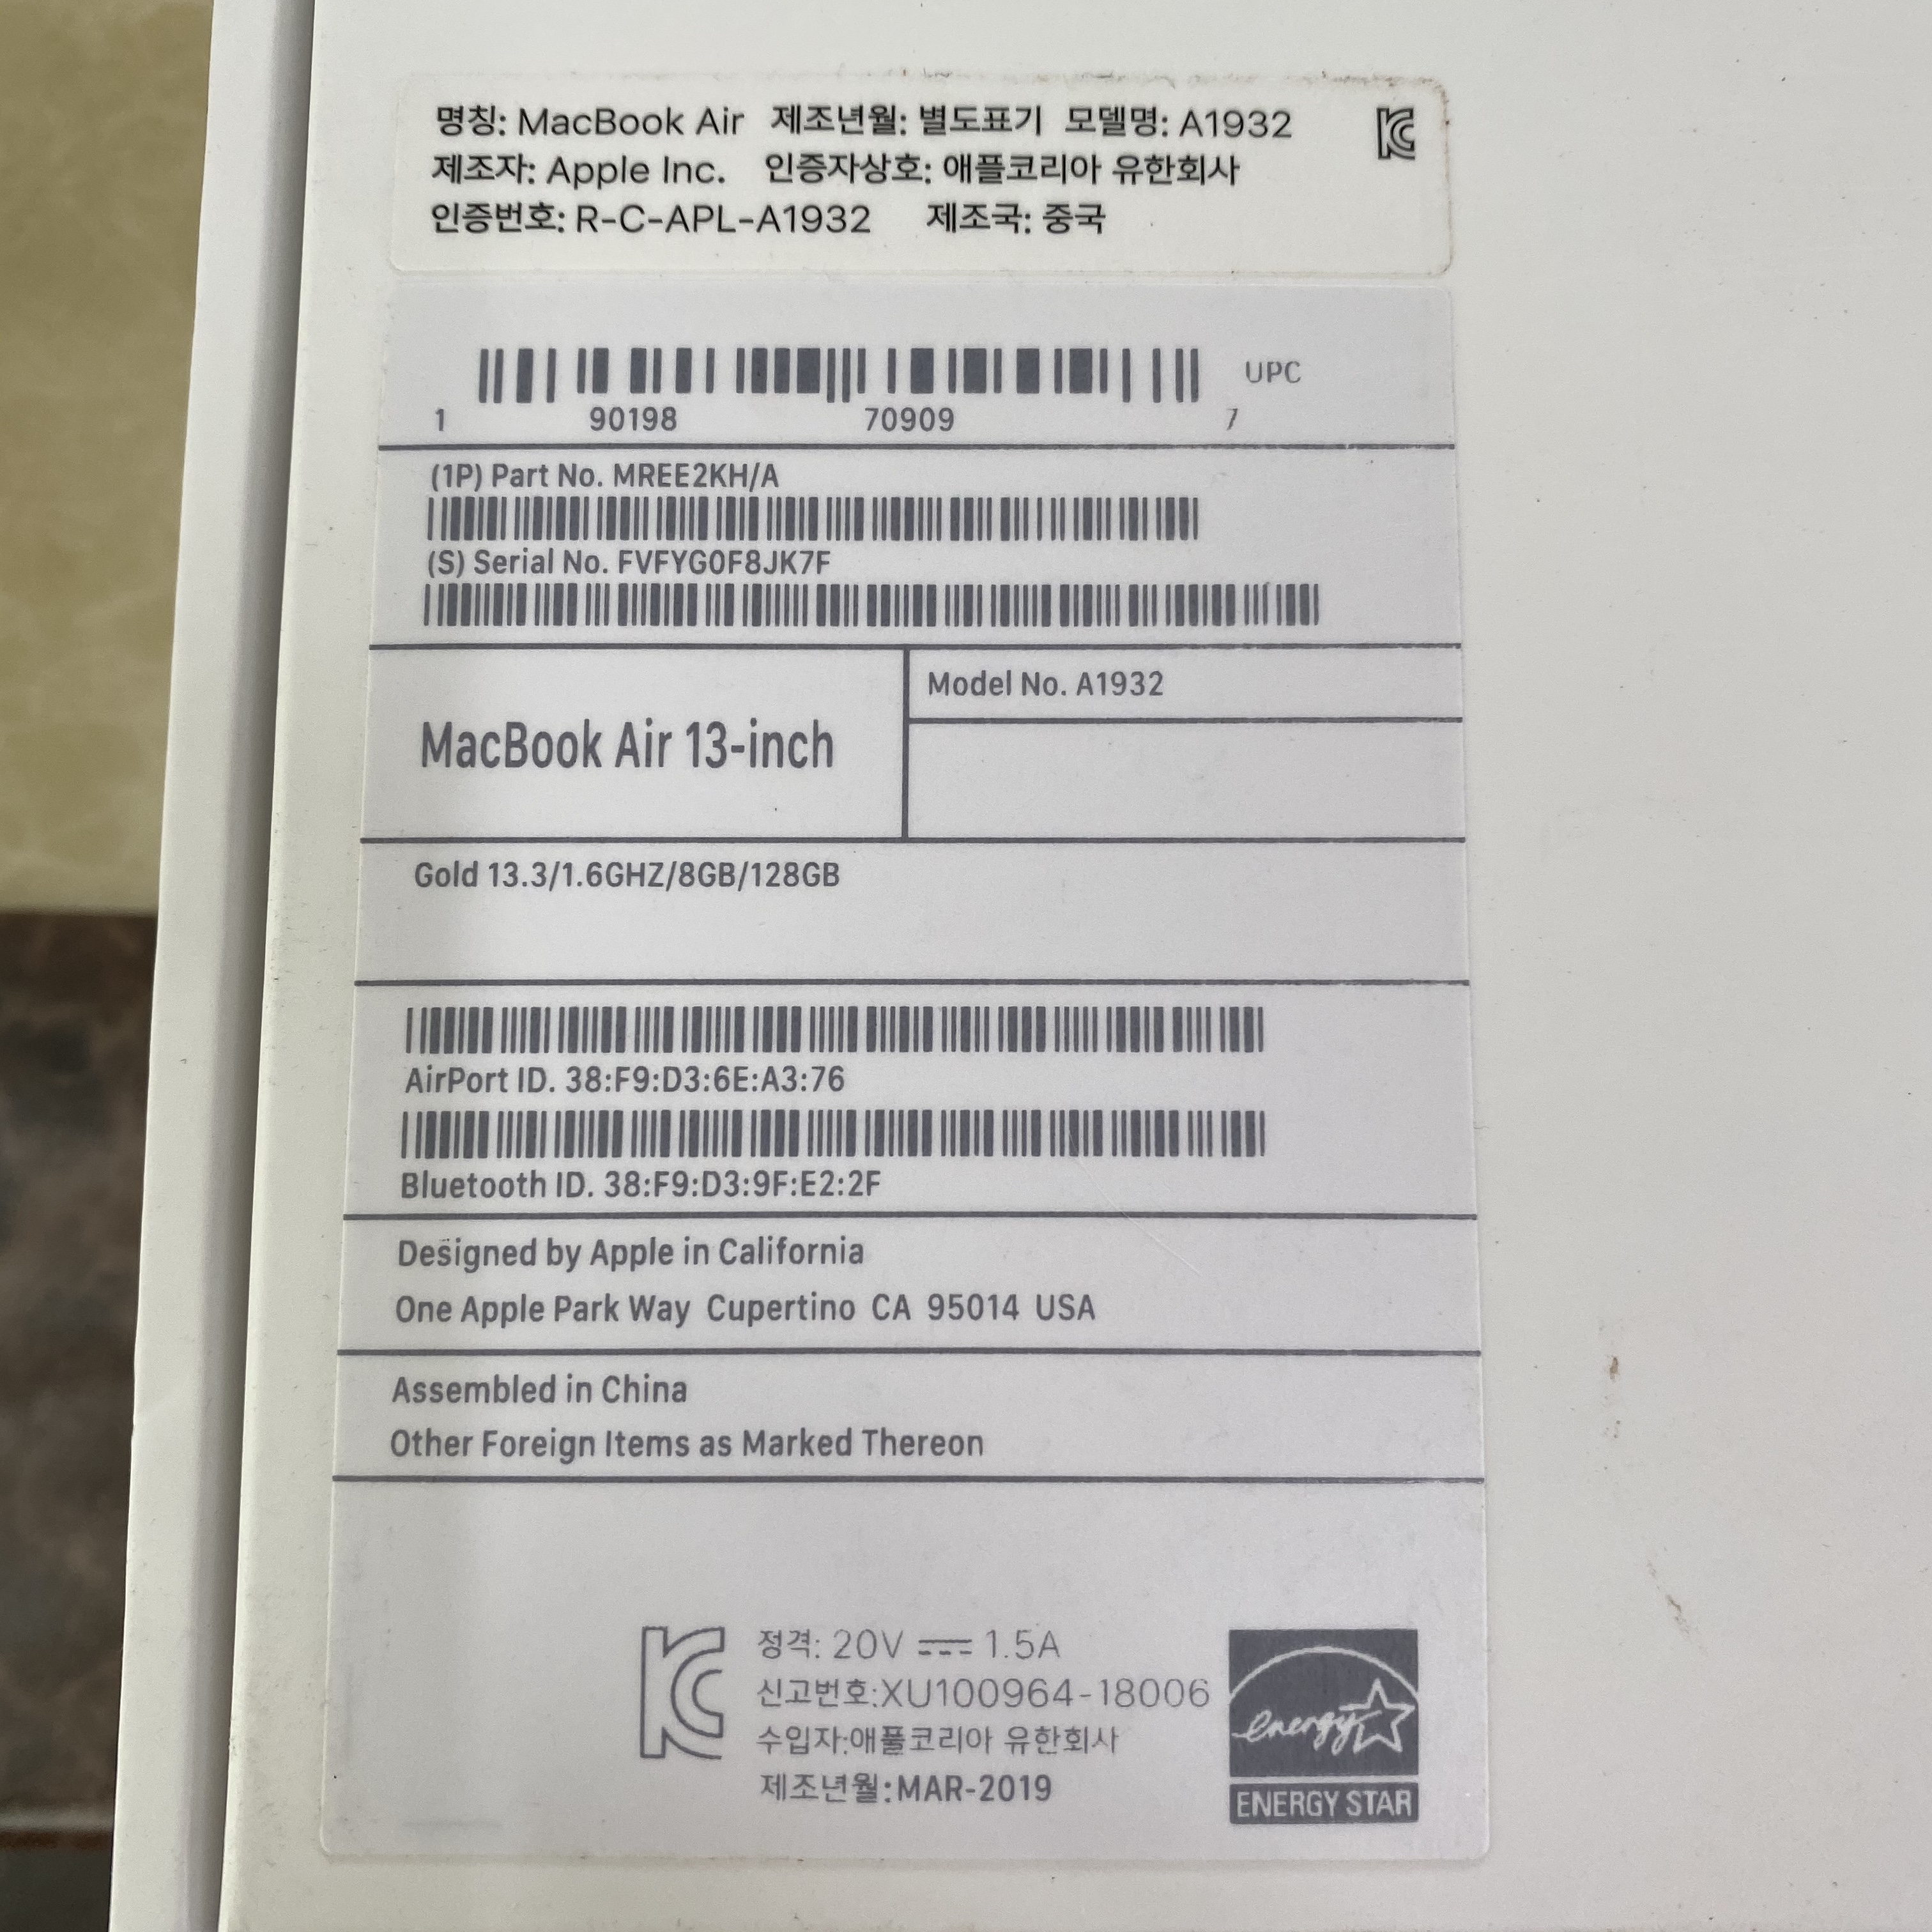 명칭: MacBook Air 제조년월: 별도표기 모델명: A1932
제조자: Apple Inc. 인증자상호: 애플코리아 유한회사
인증번호: R-C-APL-A1932 제조국: 중국
UPC
1 90198 70909 7
(1P) Part No. MREE2KH/A
(S) Serial No. FVFYG0F8JK7F
Model No. A1932
MacBook Air 13-inch
Gold 13.3/1.6GHZ/8GB/128GB
AirPort ID. 38:F9:D3:6E:A3:76
Bluetooth ID. 38:F9:D3:9F:E2:2F
Designed by Apple in California
One Apple Park Way Cupertino CA 95014 USA
Assembled in China
Other Foreign Items as Marked Thereon
정격: 20V ⎓ 1.5A
신고번호:XU100964-18006
수입자:애플코리아 유한회사
제조년월:MAR-2019
energy
ENERGY STAR